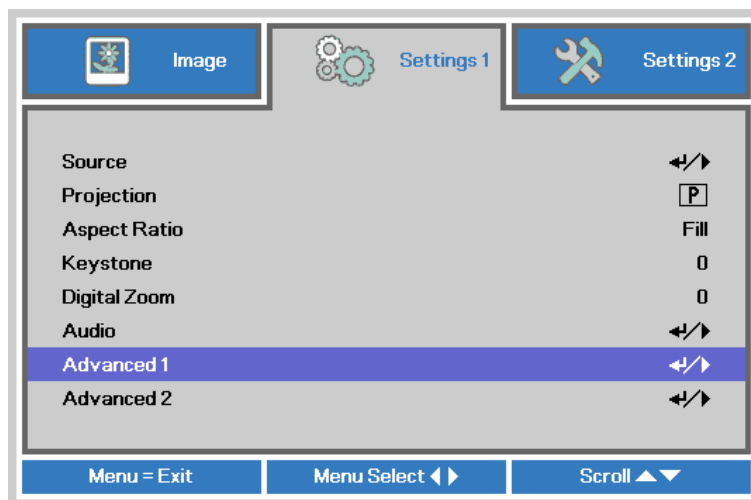 Image
Settings 1
Settings 2
Source ↵/▶
Projection P
Aspect Ratio Fill
Keystone 0
Digital Zoom 0
Audio ↵/▶
Advanced 1 ↵/▶
Advanced 2 ↵/▶
Menu = Exit
Menu Select ◀ ▶
Scroll ▲▼